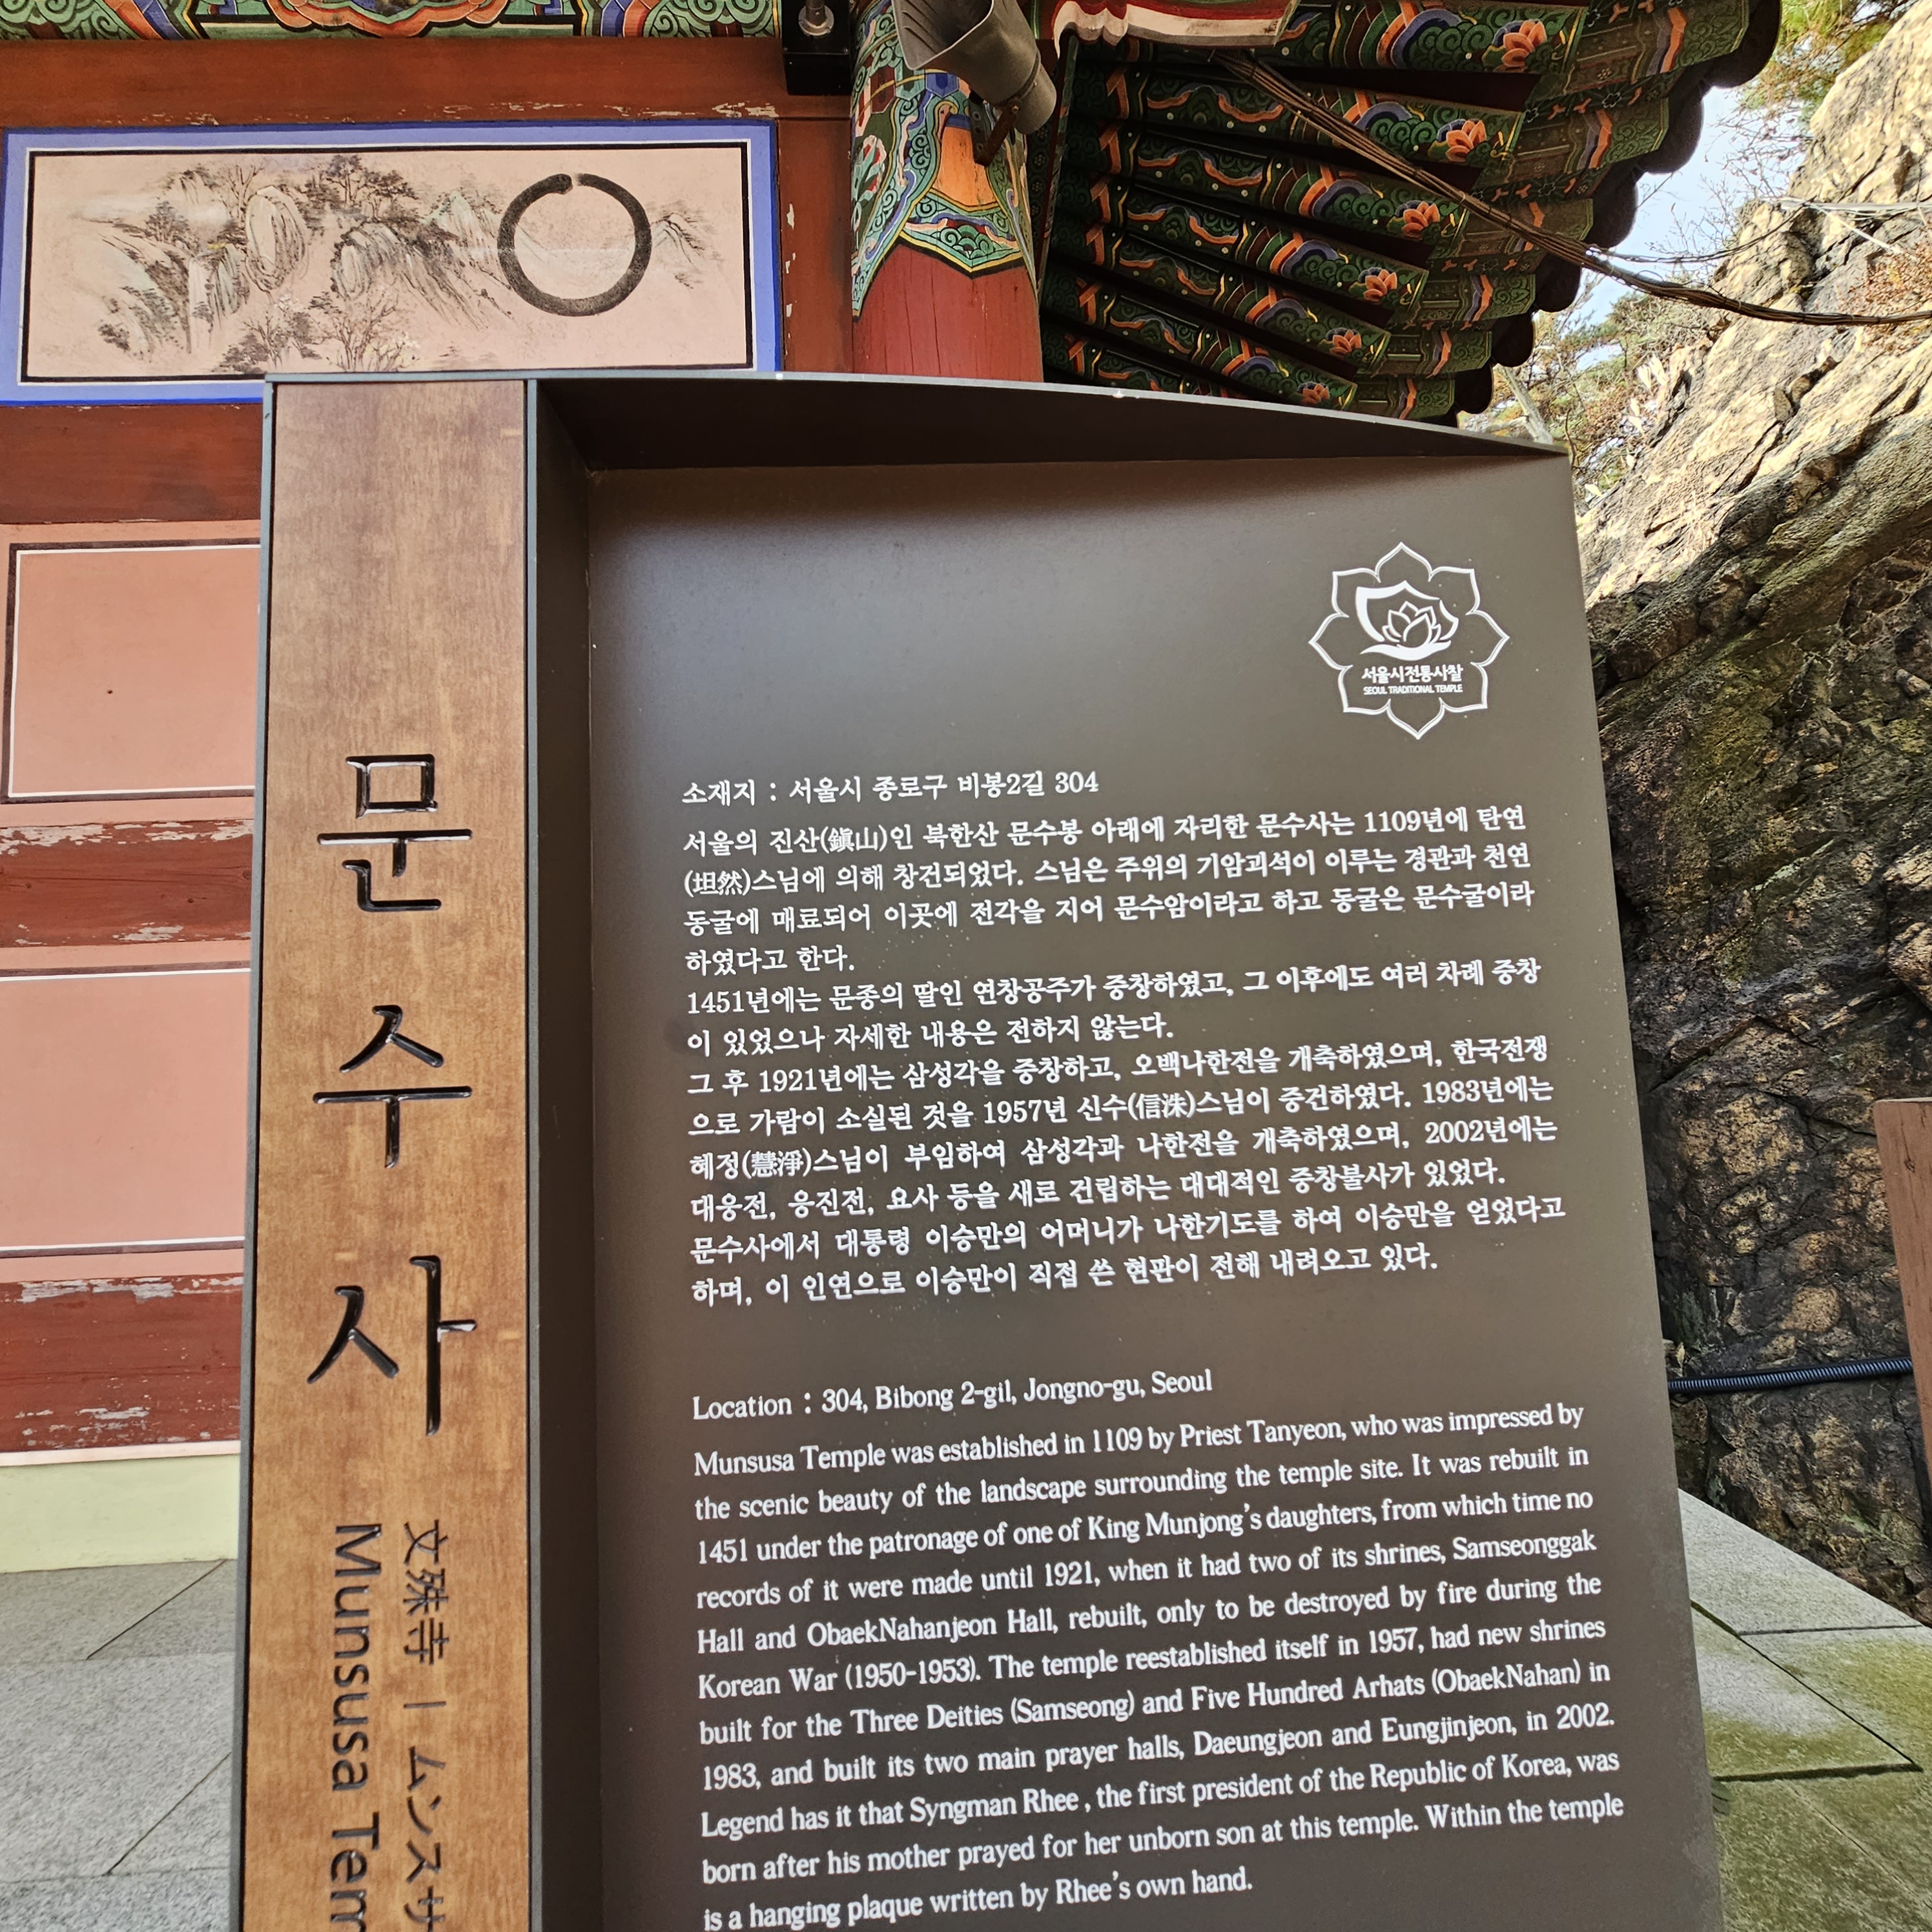 문수사
文殊寺 | ムンスサ
Munsusa Tem
서울시전통사찰
SEOUL TRADITIONAL TEMPLE
소재지 : 서울시 종로구 비봉2길 304
서울의 진산(鎭山)인 북한산 문수봉 아래에 자리한 문수사는 1109년에 탄연
(坦然)스님에 의해 창건되었다. 스님은 주위의 기암괴석이 이루는 경관과 천연
동굴에 매료되어 이곳에 전각을 지어 문수암이라고 하고 동굴은 문수굴이라
하였다고 한다.
1451년에는 문종의 딸인 연창공주가 중창하였고, 그 이후에도 여러 차례 중창
이 있었으나 자세한 내용은 전하지 않는다.
그 후 1921년에는 삼성각을 중창하고, 오백나한전을 개축하였으며, 한국전쟁
으로 가람이 소실된 것을 1957년 신수(信洙)스님이 중건하였다. 1983년에는
혜정(慧淨)스님이 부임하여 삼성각과 나한전을 개축하였으며, 2002년에는
대웅전, 응진전, 요사 등을 새로 건립하는 대대적인 중창불사가 있었다.
문수사에서 대통령 이승만의 어머니가 나한기도를 하여 이승만을 얻었다고
하며, 이 인연으로 이승만이 직접 쓴 현판이 전해 내려오고 있다.
Location : 304, Bibong 2-gil, Jongno-gu, Seoul
Munsusa Temple was established in 1109 by Priest Tanyeon, who was impressed by
the scenic beauty of the landscape surrounding the temple site. It was rebuilt in
1451 under the patronage of one of King Munjong's daughters, from which time no
records of it were made until 1921, when it had two of its shrines, Samseonggak
Hall and ObaekNahanjeon Hall, rebuilt, only to be destroyed by fire during the
Korean War (1950-1953). The temple reestablished itself in 1957, had new shrines
built for the Three Deities (Samseong) and Five Hundred Arhats (ObaekNahan) in
1983, and built its two main prayer halls, Daeungjeon and Eungjinjeon, in 2002.
Legend has it that Syngman Rhee , the first president of the Republic of Korea, was
born after his mother prayed for her unborn son at this temple. Within the temple
is a hanging plaque written by Rhee's own hand.